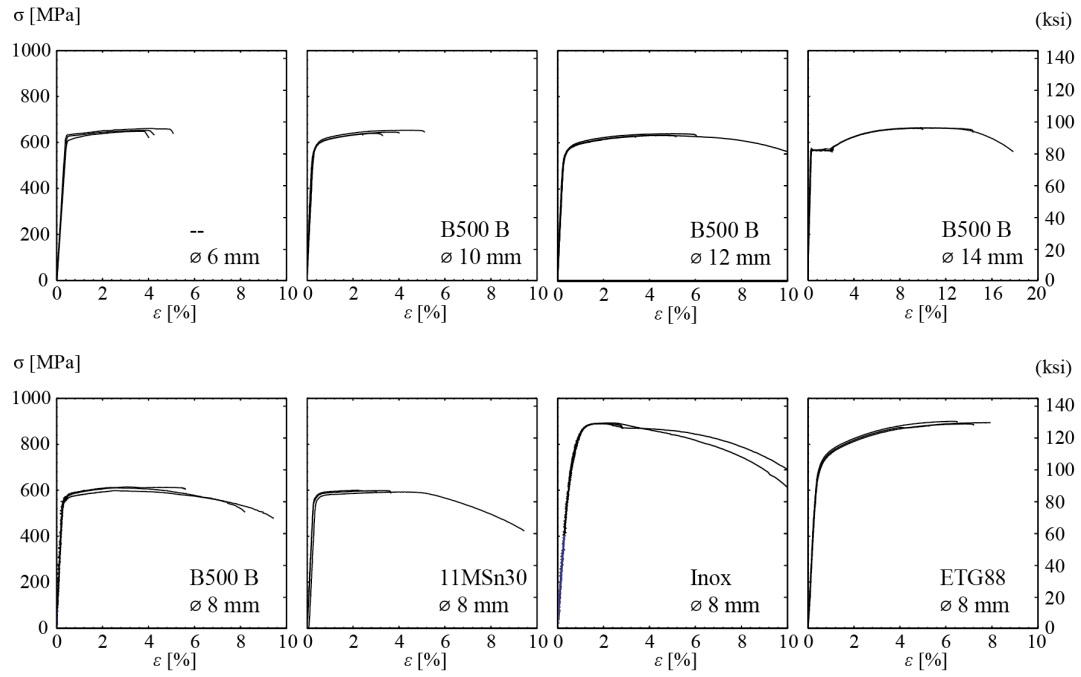 σ [MPa] (ksi)
1000 140
800 120
600 100
400 80
200 60
0 40
20
0
-- B500 B B500 B B500 B
⌀ 6 mm ⌀ 10 mm ⌀ 12 mm ⌀ 14 mm
0 2 4 6 8 10 0 2 4 6 8 10 0 2 4 6 8 10 0 4 8 12 16 20
ε [%] ε [%] ε [%] ε [%]
σ [MPa] (ksi)
1000 140
800 120
600 100
400 80
200 60
0 40
20
0
B500 B 11MSn30 Inox ETG88
⌀ 8 mm ⌀ 8 mm ⌀ 8 mm ⌀ 8 mm
0 2 4 6 8 10 0 2 4 6 8 10 0 2 4 6 8 10 0 2 4 6 8 10
ε [%] ε [%] ε [%] ε [%]